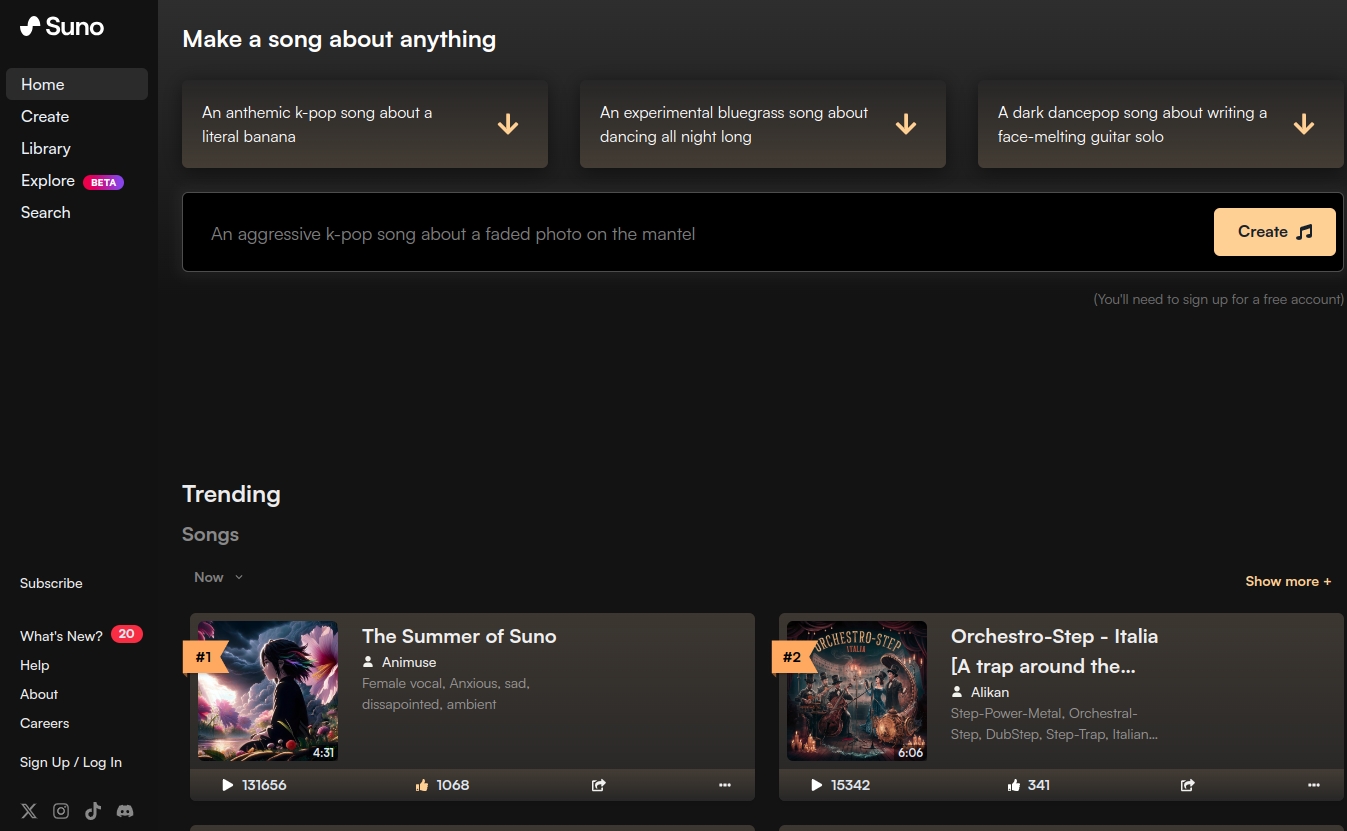 Suno
Home
Create
Library
Explore BETA
Search
Subscribe
What's New? 20
Help
About
Careers
Sign Up / Log In
Make a song about anything
An anthemic k-pop song about a
literal banana
An experimental bluegrass song about
dancing all night long
A dark dancepop song about writing a
face-melting guitar solo
An aggressive k-pop song about a faded photo on the mantel
Create
(You'll need to sign up for a free account)
Trending
Songs
Now
Show more +
#1
4:31
The Summer of Suno
Animuse
Female vocal, Anxious, sad,
dissapointed, ambient
131656 1068
#2
ORCHESTRO-STEP
ITALIA
6:06
Orchestro-Step - Italia
[A trap around the...
Alikan
Step-Power-Metal, Orchestral-
Step, DubStep, Step-Trap, Italian...
15342 341